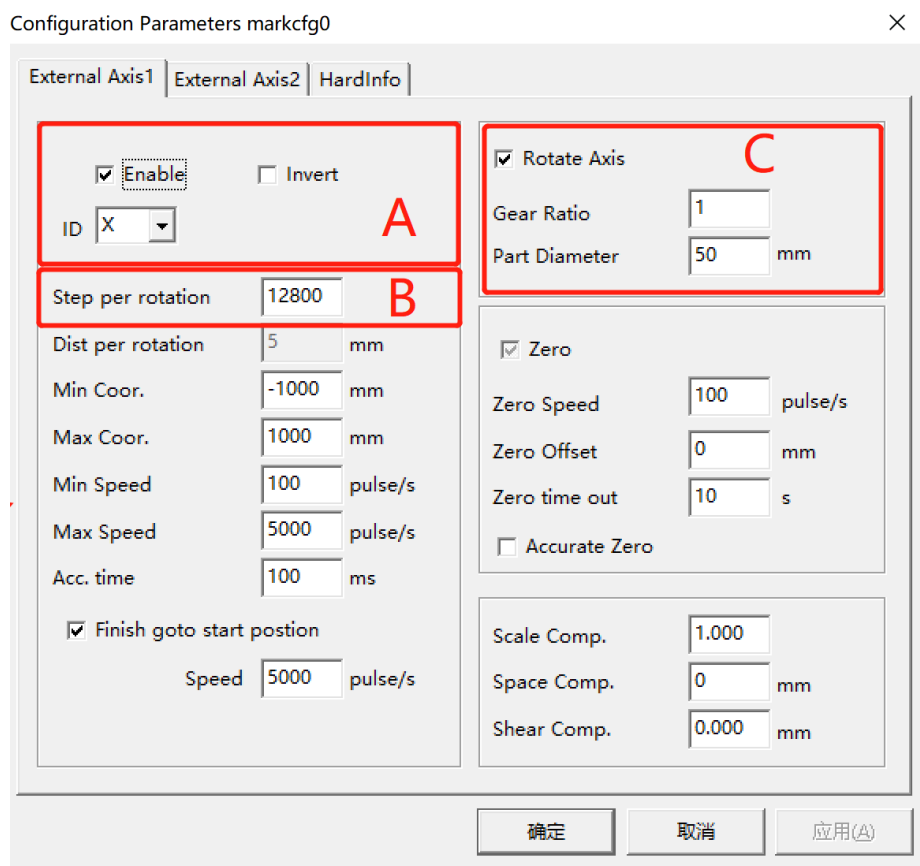 Configuration Parameters markcfg0
External Axis1 External Axis2 HardInfo
Enable Invert
ID X
A
Step per rotation 12800
B
Dist per rotation 5 mm
Min Coor. -1000 mm
Max Coor. 1000 mm
Min Speed 100 pulse/s
Max Speed 5000 pulse/s
Acc. time 100 ms
Finish goto start postion
Speed 5000 pulse/s
Rotate Axis
C
Gear Ratio 1
Part Diameter 50 mm
Zero
Zero Speed 100 pulse/s
Zero Offset 0 mm
Zero time out 10 s
Accurate Zero
Scale Comp. 1.000
Space Comp. 0 mm
Shear Comp. 0.000 mm
确定 取消 应用(A)